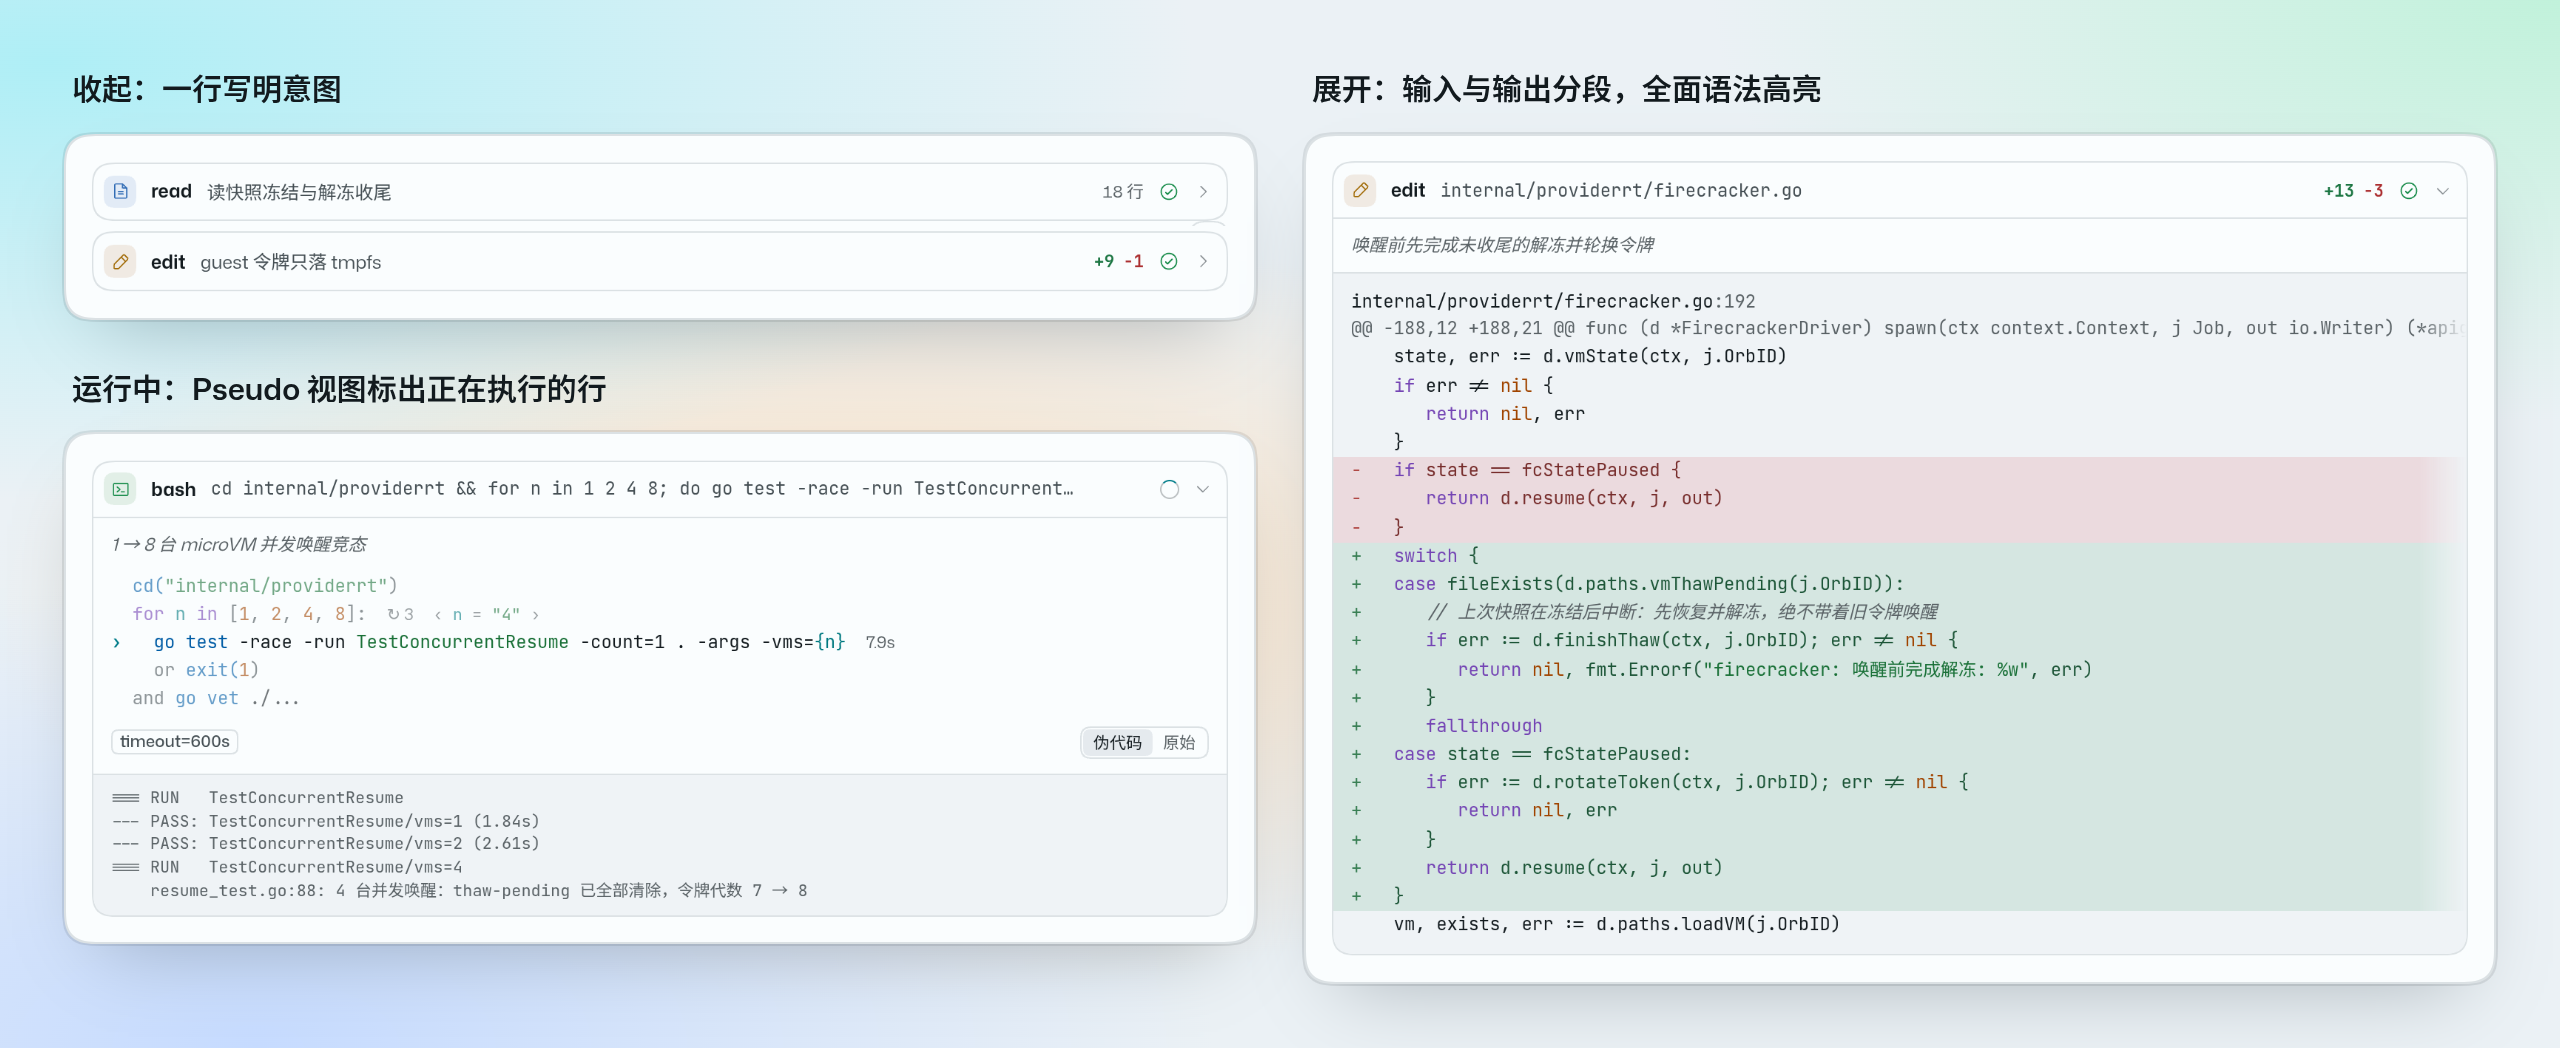 收起：一行写明意图
read 读快照冻结与解冻收尾 18 行
edit guest 令牌只落 tmpfs +9 -1
运行中：Pseudo 视图标出正在执行的行
bash cd internal/providerrt && for n in 1 2 4 8; do go test -race -run TestConcurrent…
1 → 8 台 microVM 并发唤醒竞态
cd("internal/providerrt")
for n in [1, 2, 4, 8]: ↻ 3 ‹ n = "4" ›
› go test -race -run TestConcurrentResume -count=1 . -args -vms={n} 7.9s
or exit(1)
and go vet ./...
timeout=600s 伪代码 原始
=== RUN TestConcurrentResume
--- PASS: TestConcurrentResume/vms=1 (1.84s)
--- PASS: TestConcurrentResume/vms=2 (2.61s)
=== RUN TestConcurrentResume/vms=4
resume_test.go:88: 4 台并发唤醒：thaw-pending 已全部清除，令牌代数 7 → 8
展开：输入与输出分段，全面语法高亮
edit internal/providerrt/firecracker.go +13 -3
唤醒前先完成未收尾的解冻并轮换令牌
internal/providerrt/firecracker.go:192
@@ -188,12 +188,21 @@ func (d *FirecrackerDriver) spawn(ctx context.Context, j Job, out io.Writer) (*api
state, err := d.vmState(ctx, j.OrbID)
if err != nil {
return nil, err
}
- if state == fcStatePaused {
- return d.resume(ctx, j, out)
- }
+ switch {
+ case fileExists(d.paths.vmThawPending(j.OrbID)):
+ // 上次快照在冻结后中断：先恢复并解冻，绝不带着旧令牌唤醒
+ if err := d.finishThaw(ctx, j.OrbID); err != nil {
+ return nil, fmt.Errorf("firecracker: 唤醒前完成解冻: %w", err)
+ }
+ fallthrough
+ case state == fcStatePaused:
+ if err := d.rotateToken(ctx, j.OrbID); err != nil {
+ return nil, err
+ }
+ return d.resume(ctx, j, out)
+ }
vm, exists, err := d.paths.loadVM(j.OrbID)